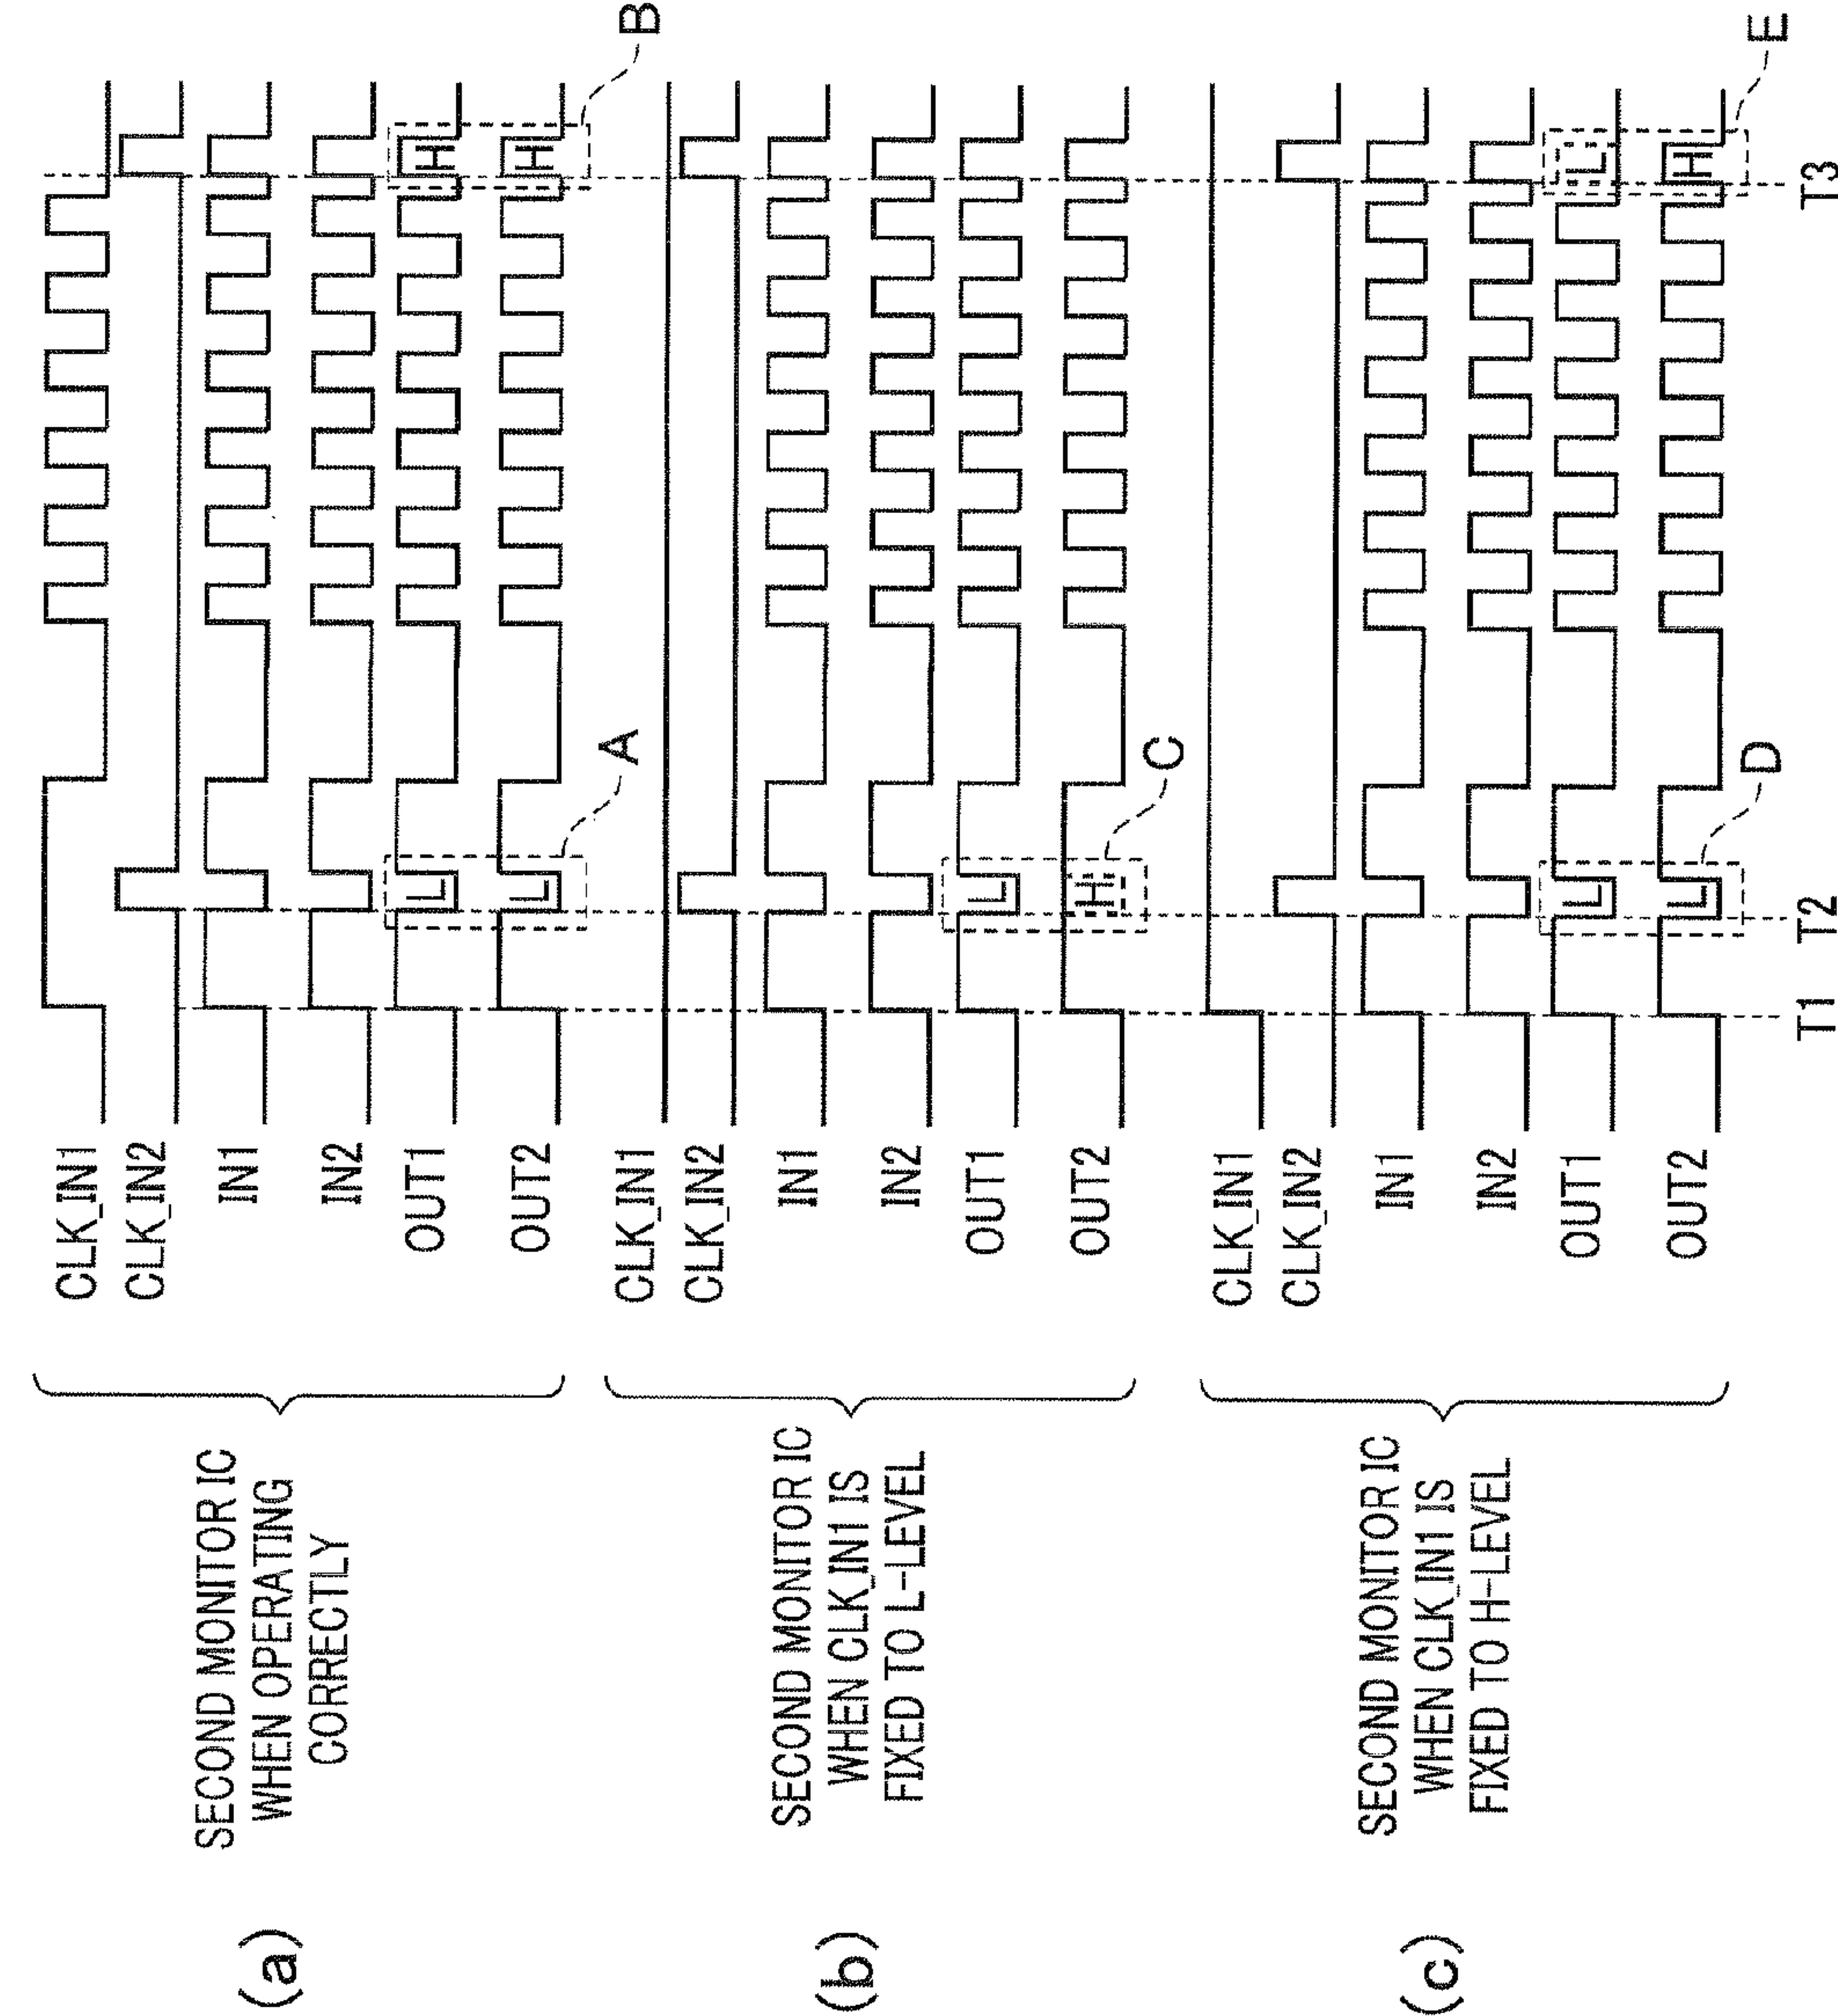 (a)
SECOND MONITOR IC
WHEN OPERATING
CORRECTLY
CLK_IN1
CLK_IN2
IN1
IN2
OUT1
OUT2
L
L
A
H
H
B
(b)
SECOND MONITOR IC
WHEN CLK_IN1 IS
FIXED TO L-LEVEL
CLK_IN1
CLK_IN2
IN1
IN2
OUT1
OUT2
L
H
C
(c)
SECOND MONITOR IC
WHEN CLK_IN1 IS
FIXED TO H-LEVEL
CLK_IN1
CLK_IN2
IN1
IN2
OUT1
OUT2
L
L
D
L
H
E
T1
T2
T3